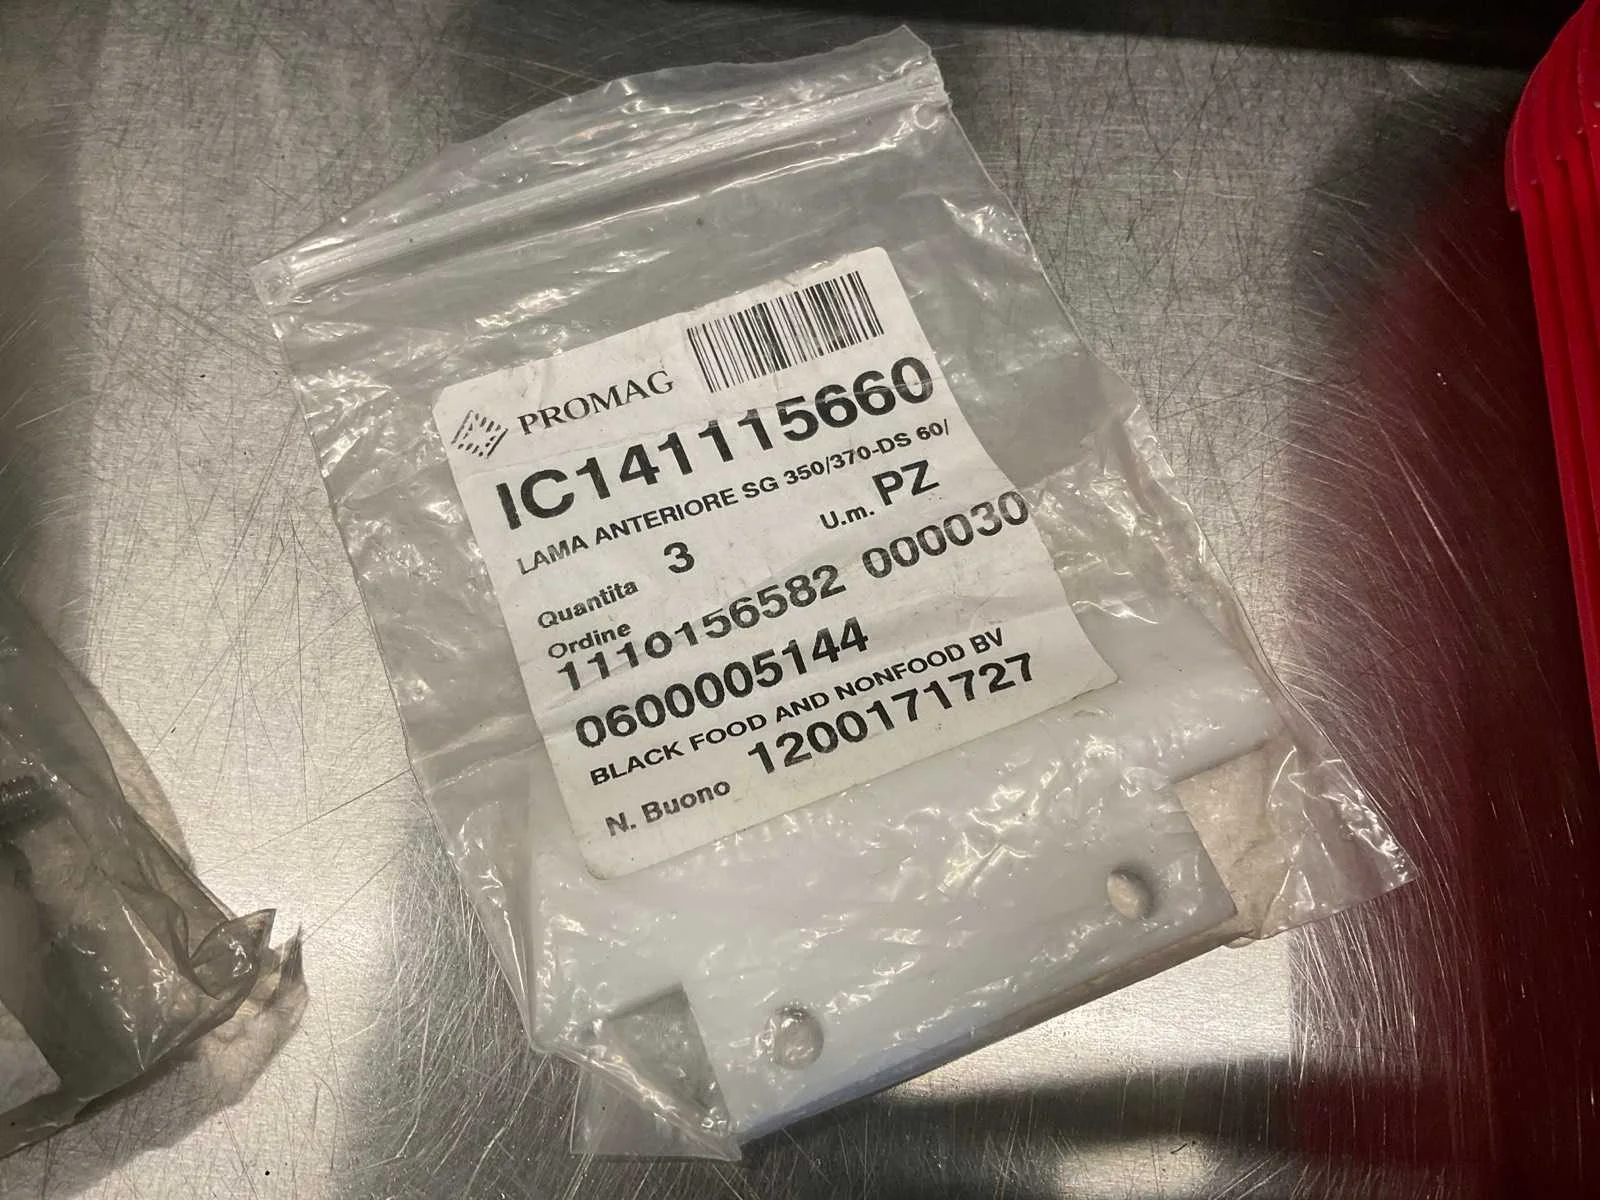 PROMAG
IC141115660
LAMA ANTERIORE SG 350/370-DS 60/
Quantita 3 U.m. PZ
Ordine
1110156582 000030
0600005144
BLACK FOOD AND NONFOOD BV
N. Buono 1200171727